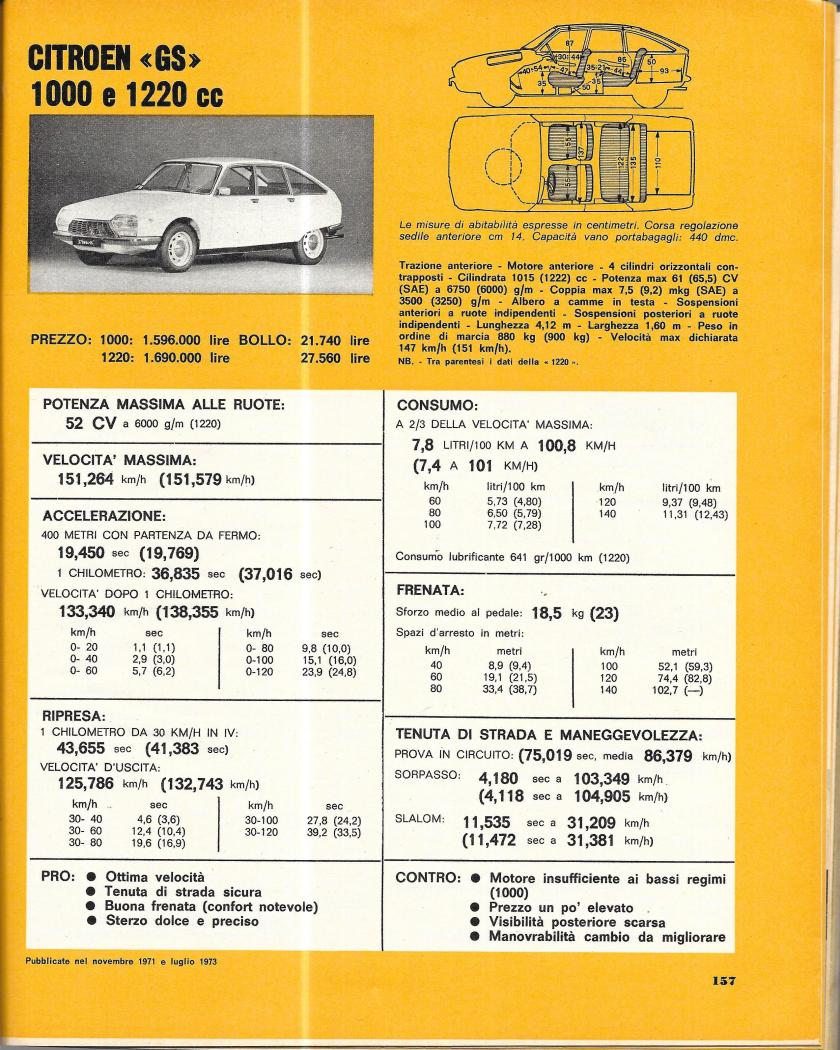 CITROEN «GS»
1000 e 1220 cc
87
30÷44
86
50
40÷54
47
35-21
44
93
35
50
35
55
137
55
122
135
110
Le misure di abitabilità espresse in centimetri. Corsa regolazione
sedile anteriore cm 14. Capacità vano portabagagli: 440 dmc.
Trazione anteriore - Motore anteriore - 4 cilindri orizzontali con-
trapposti - Cilindrata 1015 (1222) cc - Potenza max 61 (65,5) CV
(SAE) a 6750 (6000) g/m - Coppia max 7,5 (9,2) mkg (SAE) a
3500 (3250) g/m - Albero a camme in testa - Sospensioni
anteriori a ruote indipendenti - Sospensioni posteriori a ruote
indipendenti - Lunghezza 4,12 m - Larghezza 1,60 m - Peso in
ordine di marcia 880 kg (900 kg) - Velocità max dichiarata
147 km/h (151 km/h).
NB. - Tra parentesi i dati della « 1220 ».
PREZZO: 1000: 1.596.000 lire BOLLO: 21.740 lire
1220: 1.690.000 lire 27.560 lire
POTENZA MASSIMA ALLE RUOTE:
52 CV a 6000 g/m (1220)
VELOCITA' MASSIMA:
151,264 km/h (151,579 km/h)
ACCELERAZIONE:
400 METRI CON PARTENZA DA FERMO:
19,450 sec (19,769)
1 CHILOMETRO: 36,835 sec (37,016 sec)
VELOCITA' DOPO 1 CHILOMETRO:
133,340 km/h (138,355 km/h)
km/h sec km/h sec
0- 20 1,1 (1,1) 0- 80 9,8 (10,0)
0- 40 2,9 (3,0) 0-100 15,1 (16,0)
0- 60 5,7 (6,2) 0-120 23,9 (24,8)
RIPRESA:
1 CHILOMETRO DA 30 KM/H IN IV:
43,655 sec (41,383 sec)
VELOCITA' D'USCITA:
125,786 km/h (132,743 km/h)
km/h sec km/h sec
30- 40 4,6 (3,6) 30-100 27,8 (24,2)
30- 60 12,4 (10,4) 30-120 39,2 (33,5)
30- 80 19,6 (16,9)
PRO: ● Ottima velocità
● Tenuta di strada sicura
● Buona frenata (confort notevole)
● Sterzo dolce e preciso
CONSUMO:
A 2/3 DELLA VELOCITA' MASSIMA:
7,8 LITRI/100 KM A 100,8 KM/H
(7,4 A 101 KM/H)
km/h litri/100 km km/h litri/100 km
60 5,73 (4,80) 120 9,37 (9,48)
80 6,50 (5,79) 140 11,31 (12,43)
100 7,72 (7,28)
Consumo lubrificante 641 gr/1000 km (1220)
FRENATA:
Sforzo medio al pedale: 18,5 kg (23)
Spazi d'arresto in metri:
km/h metri km/h metri
40 8,9 (9,4) 100 52,1 (59,3)
60 19,1 (21,5) 120 74,4 (82,8)
80 33,4 (38,7) 140 102,7 (—)
TENUTA DI STRADA E MANEGGEVOLEZZA:
PROVA IN CIRCUITO: (75,019 sec, media 86,379 km/h)
SORPASSO: 4,180 sec a 103,349 km/h
(4,118 sec a 104,905 km/h)
SLALOM: 11,535 sec a 31,209 km/h
(11,472 sec a 31,381 km/h)
CONTRO: ● Motore insufficiente ai bassi regimi
(1000)
● Prezzo un po' elevato
● Visibilità posteriore scarsa
● Manovrabilità cambio da migliorare
Pubblicate nel novembre 1971 e luglio 1973
157